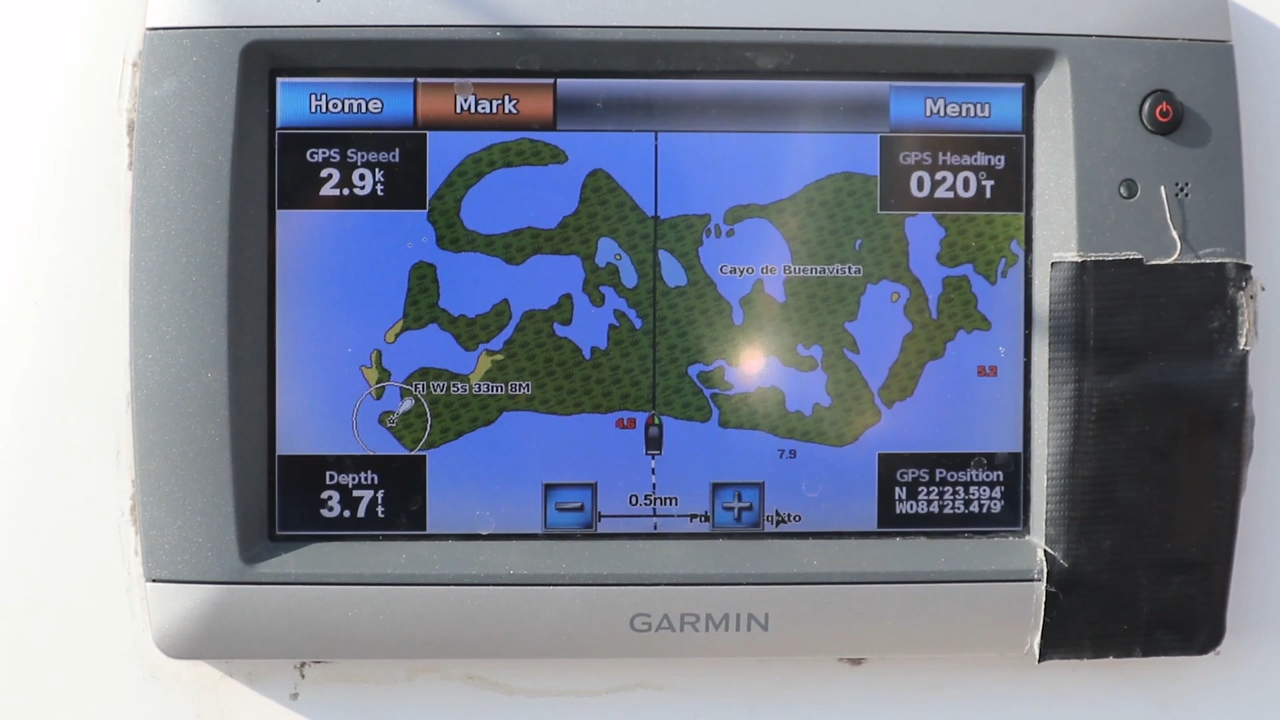 Home
Mark
Menu
GPS Speed
2.9kt
GPS Heading
020°T
Cayo de Buenavista
5.2
Fl W 5s 33m 8M
4.6
7.9
Depth
3.7ft
0.5nm
GPS Position
N 22°23.594'
W084°25.479'
GARMIN